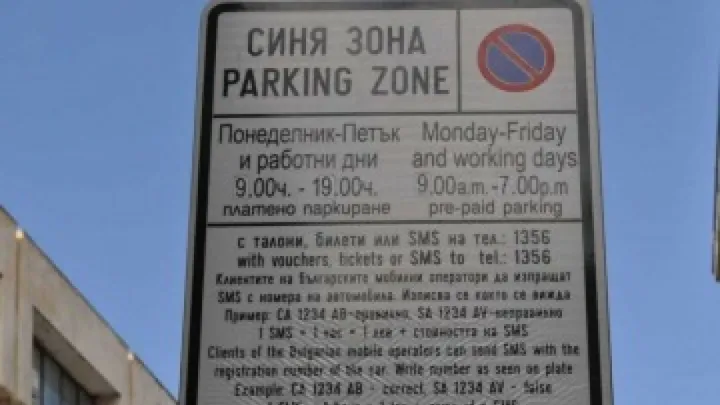 СИНЯ ЗОНА
PARKING ZONE
Понеделник-Петък
и работни дни
9.00ч. - 19.00ч.
платено паркиране
Monday-Friday
and working days
9.00a.m.-7.00p.m
pre-paid parking
с талони, билети или SMS на тел.: 1356
with vouchers, tickets or SMS to tel.: 1356
Клиентите на българските мобилни оператори да изпращат
SMS с номера на автомобила. Изписва се както се вижда
Пример: СА 1234 АВ-правилно, SA 1234 AV-неправилно
1 SMS = 1 час = 1 лев + стойността на SMS
Clients of the Bulgarian mobile operators can send SMS with the
registration number of the car. Write number as seen on plate
Example: CA 1234 AB - correct, SA 1234 AV - false